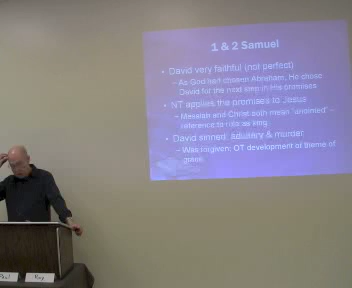 1 & 2 Samuel
• David very faithful (not perfect)
– As God had chosen Abraham, He chose
David for the next step in His promises
• NT applies the promises to Jesus
– Messiah and Christ both mean "anointed" –
reference to role as king
• David sinned: adultery & murder
– Was forgiven; OT development of theme of
grace
Paul